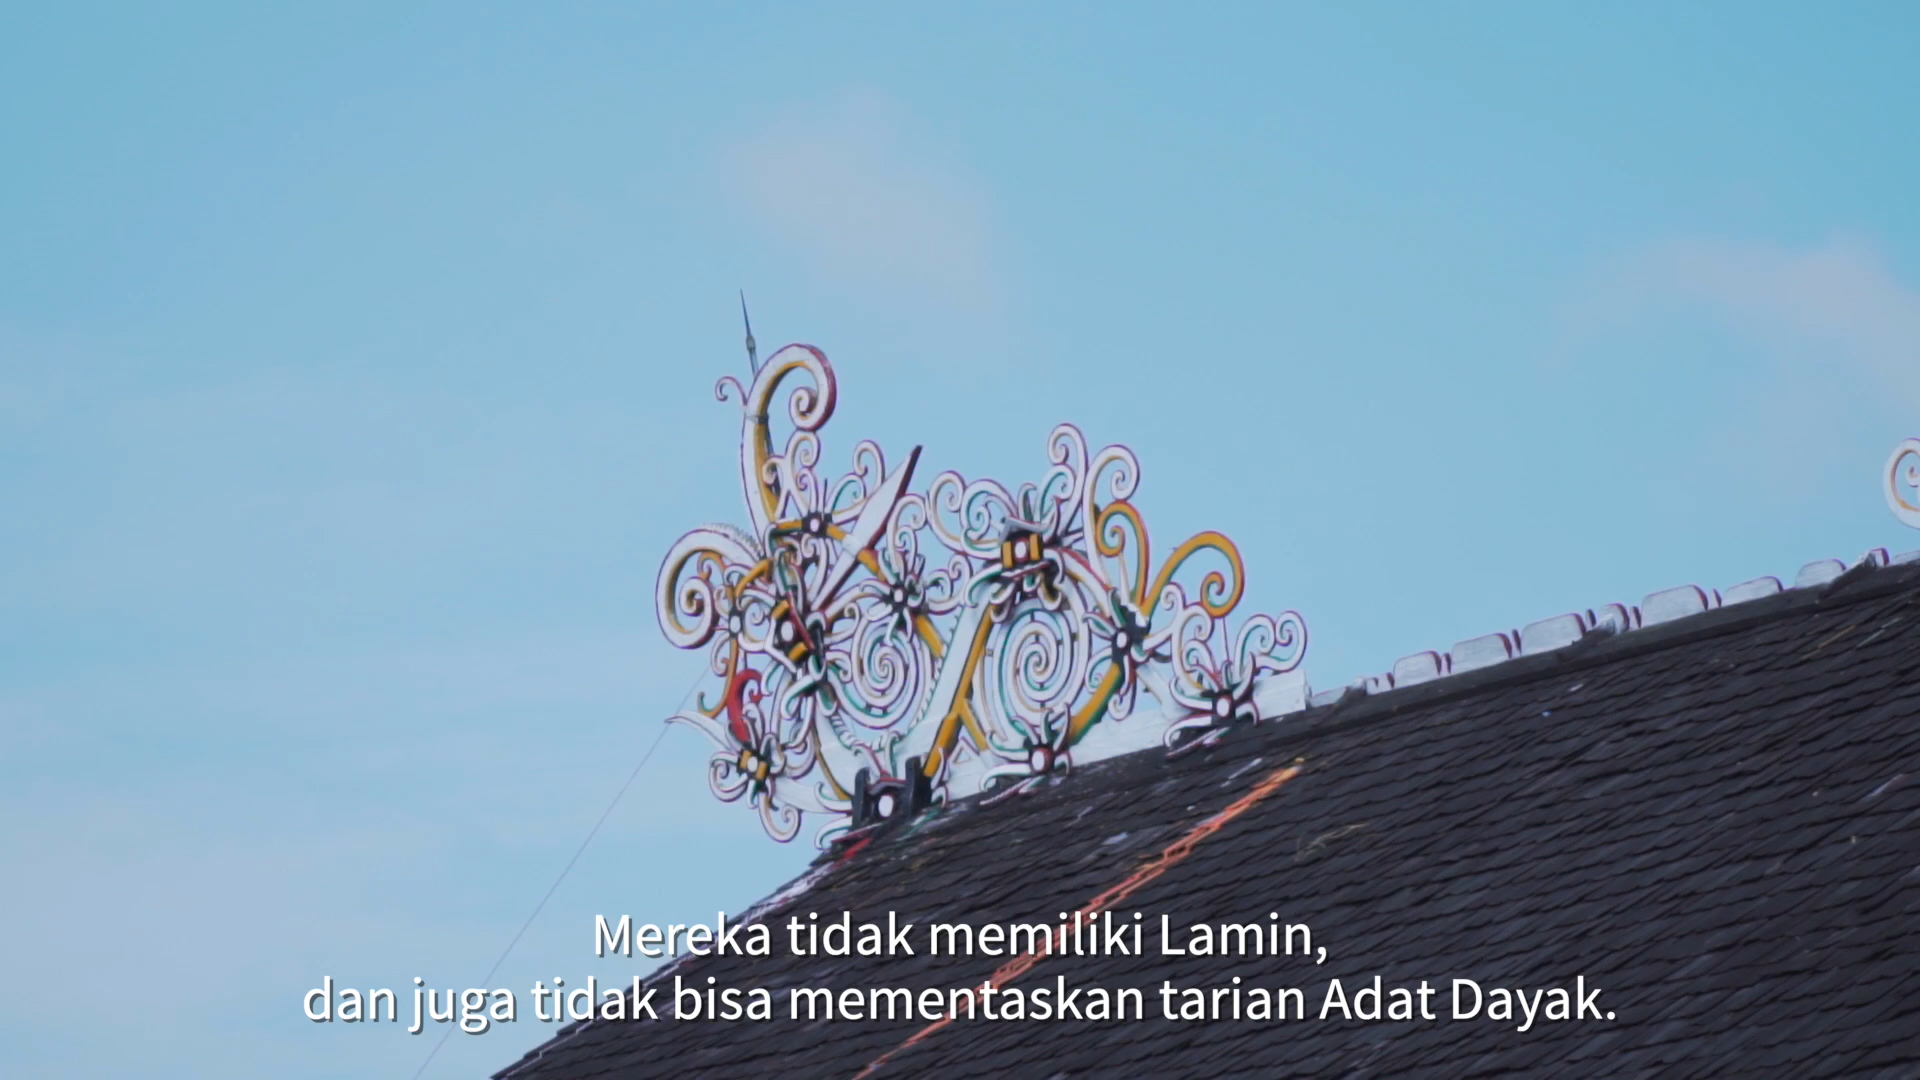 Mereka tidak memiliki Lamin,
dan juga tidak bisa mementaskan tarian Adat Dayak.